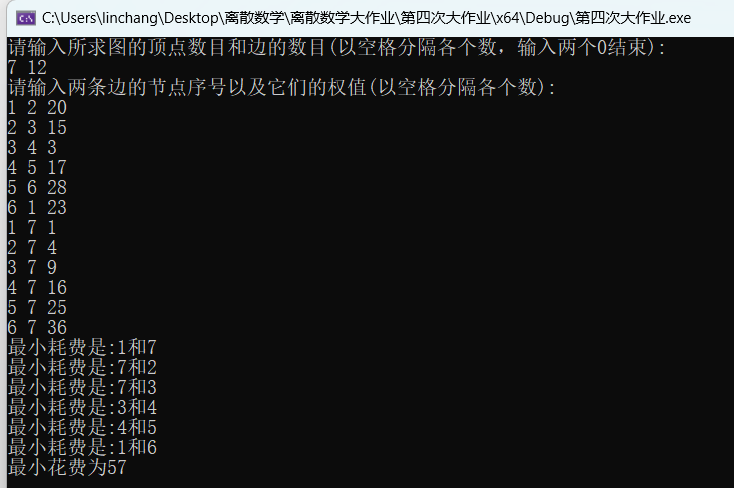 C:\Users\linchang\Desktop\离散数学\离散数学大作业\第四次大作业\x64\Debug\第四次大作业.exe
请输入所求图的顶点数目和边的数目(以空格分隔各个数，输入两个0结束):
7 12
请输入两条边的节点序号以及它们的权值(以空格分隔各个数):
1 2 20
2 3 15
3 4 3
4 5 17
5 6 28
6 1 23
1 7 1
2 7 4
3 7 9
4 7 16
5 7 25
6 7 36
最小耗费是:1和7
最小耗费是:7和2
最小耗费是:7和3
最小耗费是:3和4
最小耗费是:4和5
最小耗费是:1和6
最小花费为57